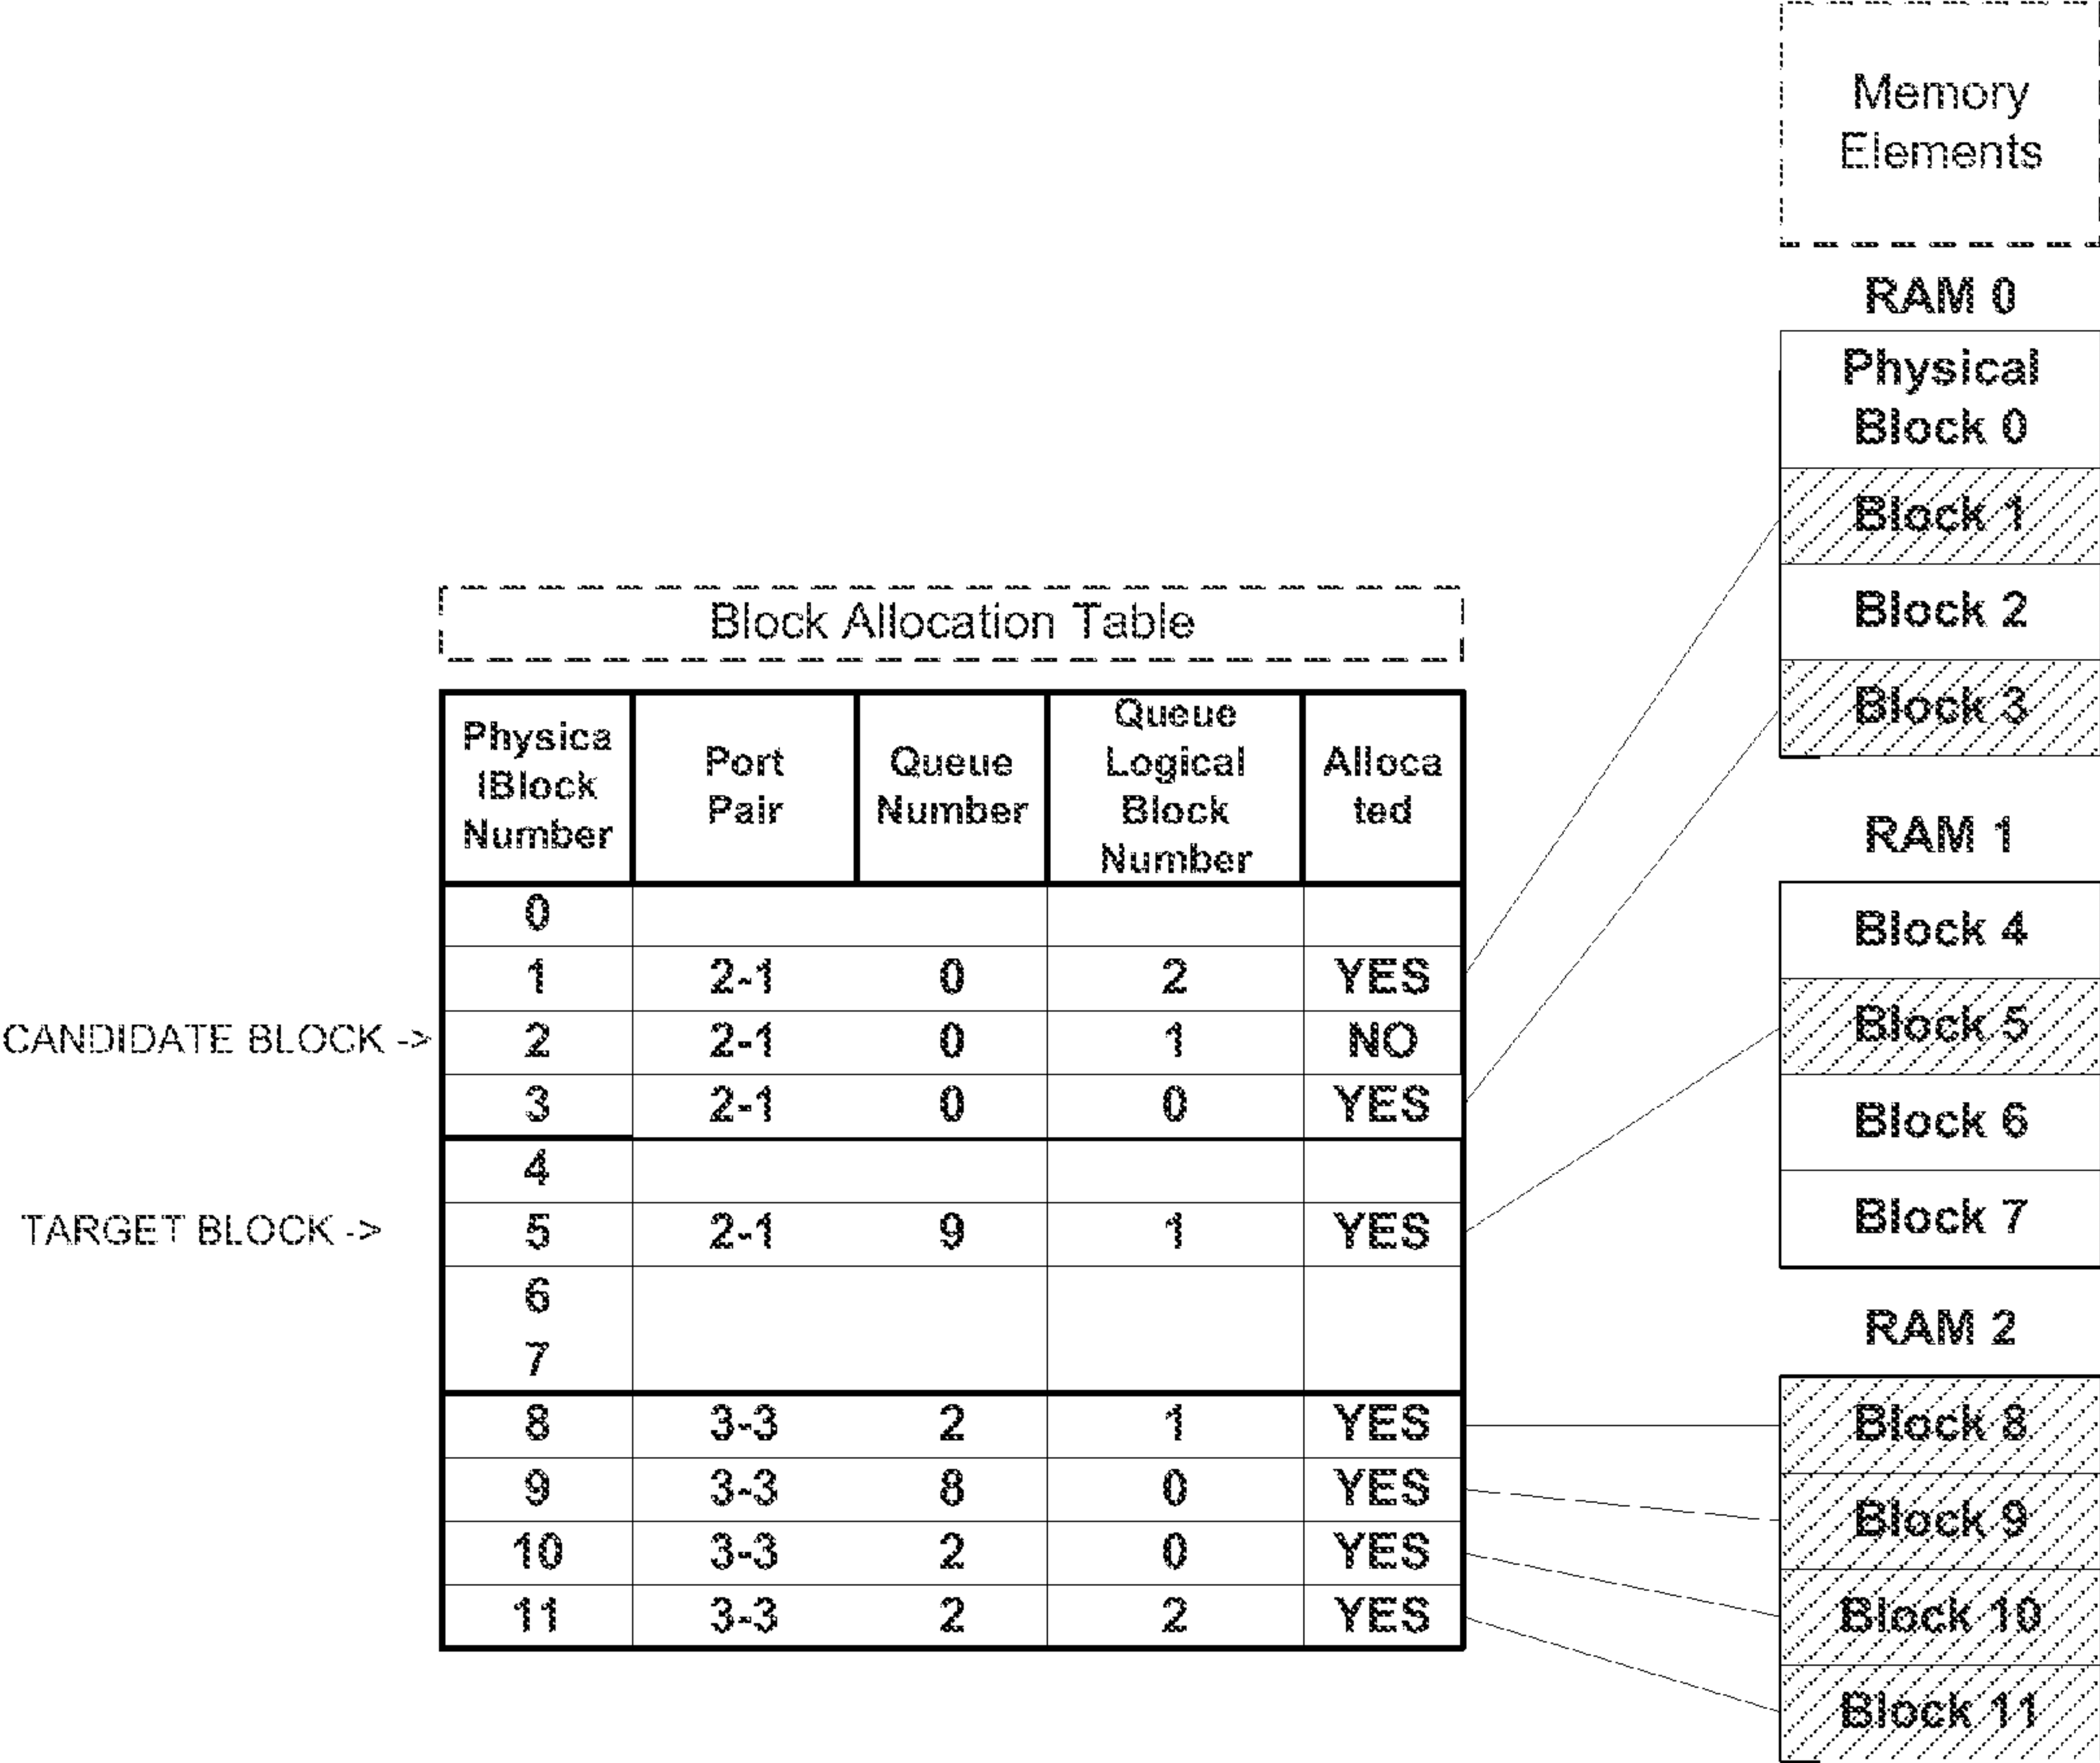 Memory
Elements
RAM 0
Physical
Block 0
Block 1
Block 2
Block 3
RAM 1
Block 4
Block 5
Block 6
Block 7
RAM 2
Block 8
Block 9
Block 10
Block 11
Block Allocation Table
Physica
lBlock
Number
Port
Pair
Queue
Number
Queue
Logical
Block
Number
Alloca
ted
0
1 2-1 0 2 YES
CANDIDATE BLOCK -> 2 2-1 0 1 NO
3 2-1 0 0 YES
4
TARGET BLOCK -> 5 2-1 9 1 YES
6
7
8 3-3 2 1 YES
9 3-3 8 0 YES
10 3-3 2 0 YES
11 3-3 2 2 YES